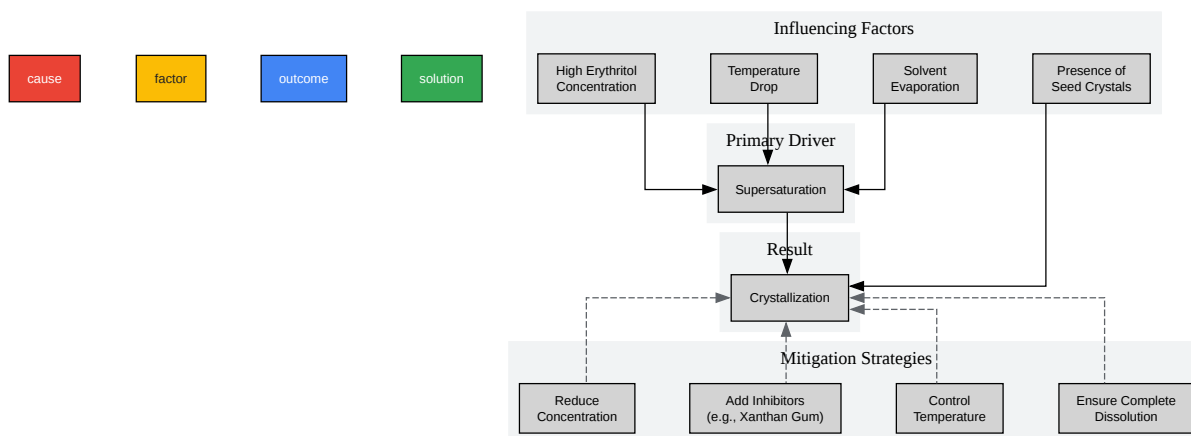 Influencing Factors
cause
factor
outcome
solution
High Erythritol
Concentration
Temperature
Drop
Solvent
Evaporation
Presence of
Seed Crystals
Primary Driver
Supersaturation
Result
Crystallization
Mitigation Strategies
Reduce
Concentration
Add Inhibitors
(e.g., Xanthan Gum)
Control
Temperature
Ensure Complete
Dissolution